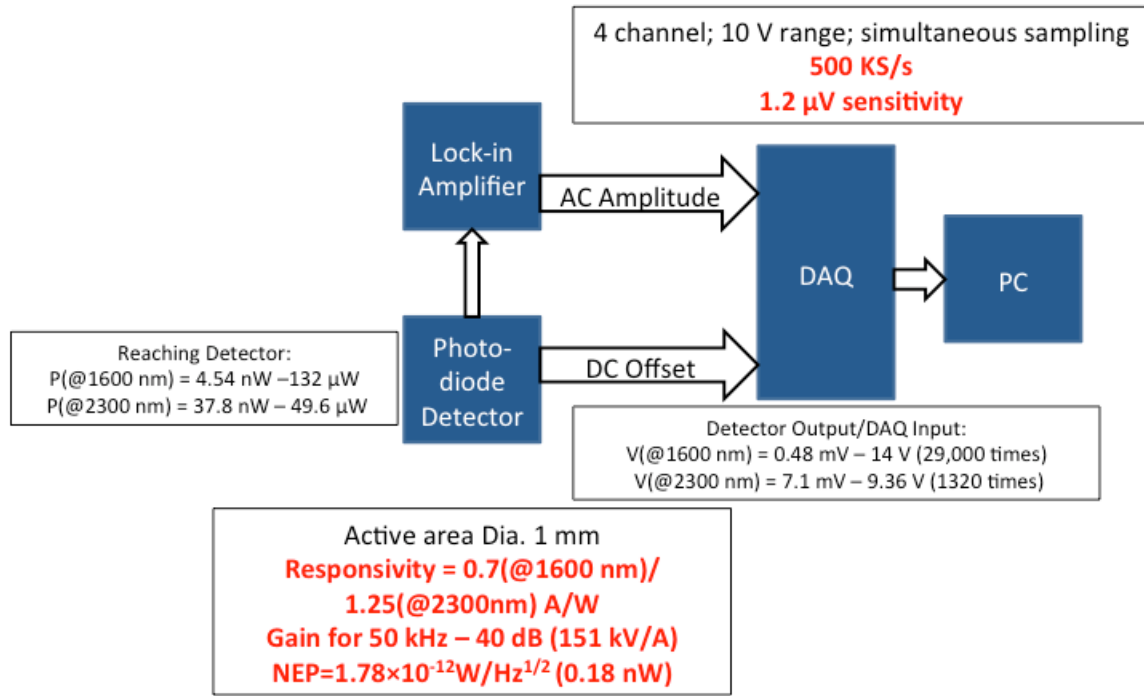 4 channel; 10 V range; simultaneous sampling
500 KS/s
1.2 μV sensitivity
Lock-in
Amplifier
AC Amplitude
DAQ
PC
Reaching Detector:
P(@1600 nm) = 4.54 nW –132 μW
P(@2300 nm) = 37.8 nW – 49.6 μW
Photo-
diode
Detector
DC Offset
Detector Output/DAQ Input:
V(@1600 nm) = 0.48 mV – 14 V (29,000 times)
V(@2300 nm) = 7.1 mV – 9.36 V (1320 times)
Active area Dia. 1 mm
Responsivity = 0.7(@1600 nm)/
1.25(@2300nm) A/W
Gain for 50 kHz – 40 dB (151 kV/A)
NEP=1.78×10⁻¹²W/Hz¹/² (0.18 nW)